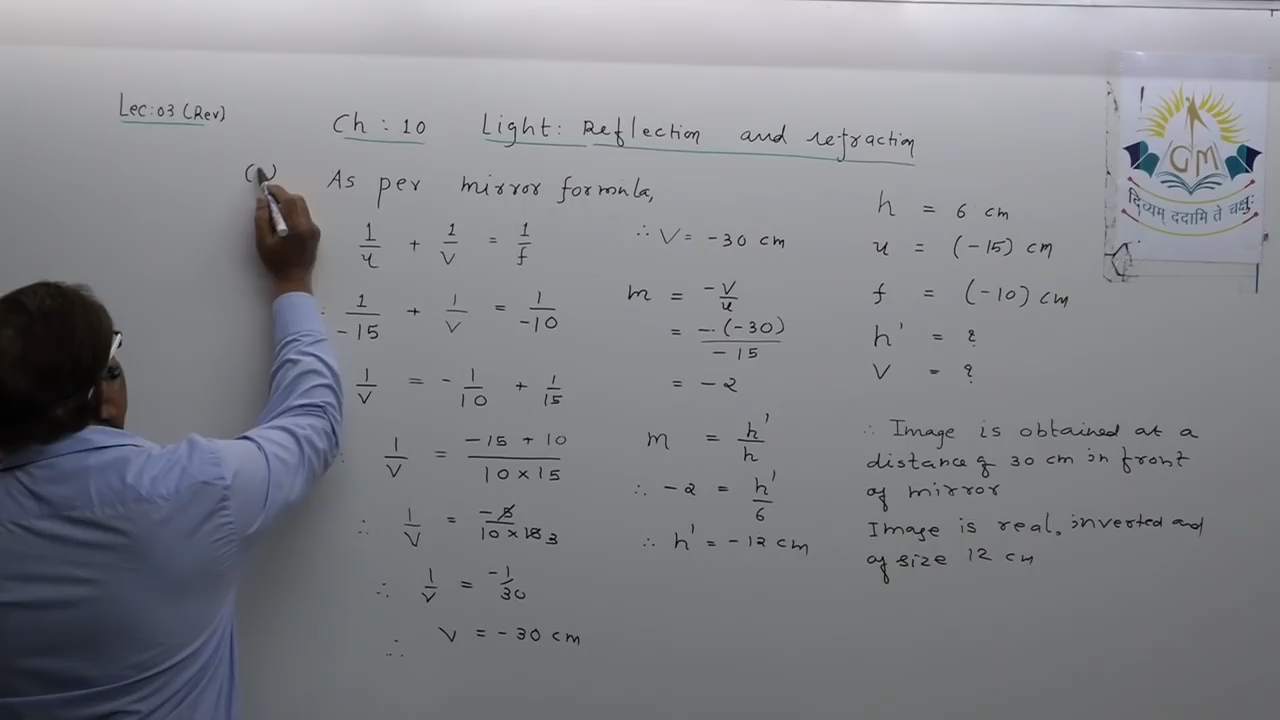 Lec:03 (Rev)
Ch : 10 Light: Reflection and refraction
As per mirror formula,
1/u + 1/v = 1/f
1/-15 + 1/v = 1/-10
1/v = - 1/10 + 1/15
1/v = -15 + 10 / 10 × 15
∴ 1/v = -5 / 10 × 15 3
∴ 1/v = -1/30
∴ v = -30 cm
∴ V = -30 cm
m = -v/u
= -(-30) / -15
= -2
m = h'/h
∴ -2 = h'/6
∴ h' = -12 cm
h = 6 cm
u = (-15) cm
f = (-10) cm
h' = ?
v = ?
∴ Image is obtained at a
distance of 30 cm in front
of mirror
Image is real, inverted and
of size 12 cm
GM
दिव्यम् ददामि ते चक्षुः